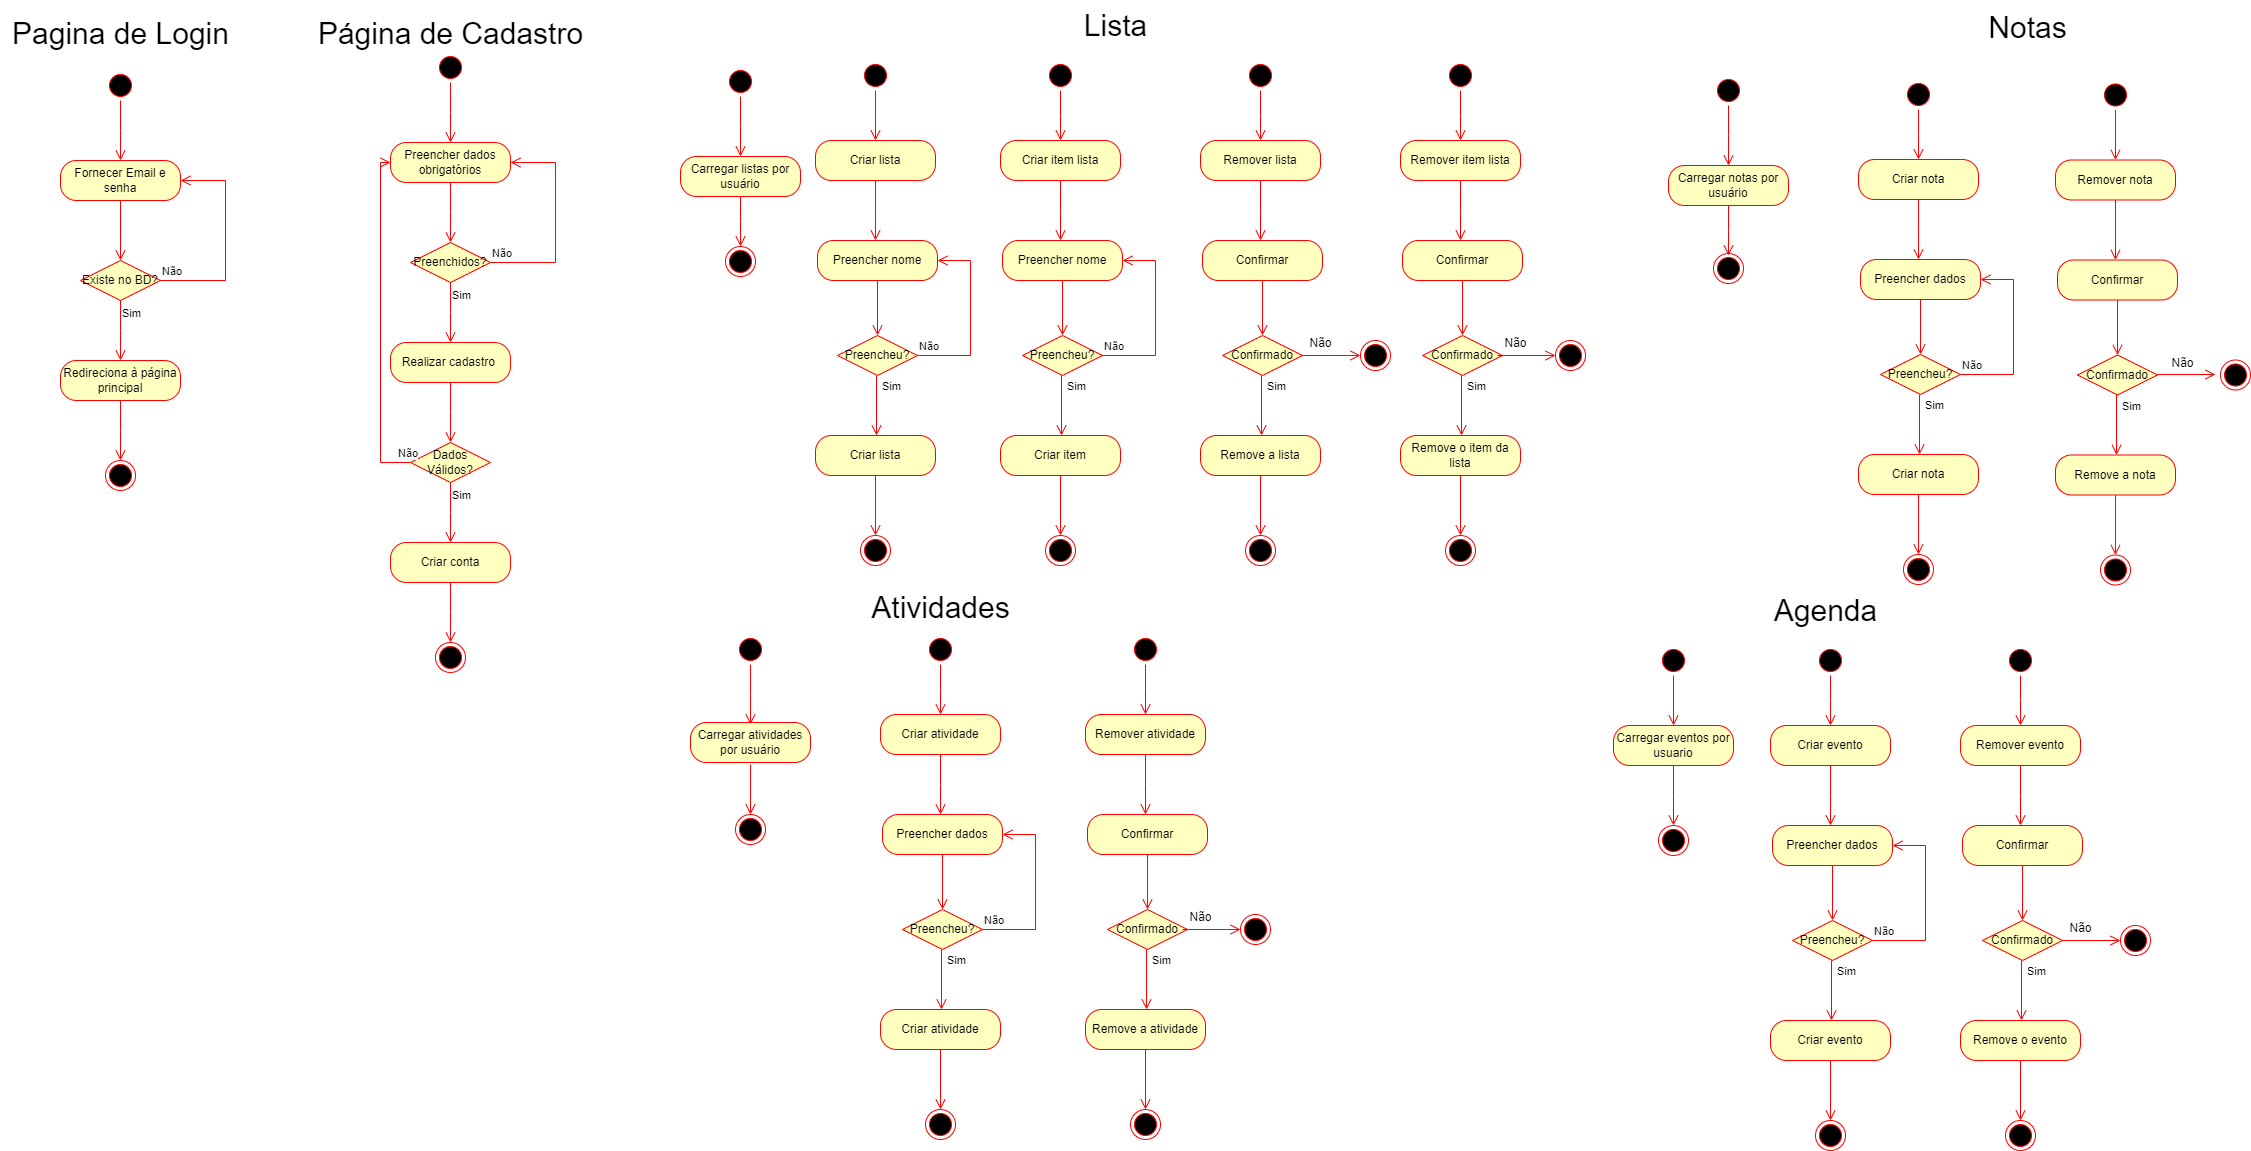 Pagina de Login
Fornecer Email e
senha
Existe no BD?
Não
Sim
Redireciona à página
principal
Página de Cadastro
Preencher dados
obrigatórios
Preenchidos?
Não
Sim
Realizar cadastro
Não
Dados
Válidos?
Sim
Criar conta
Lista
Carregar listas por
usuário
Criar lista
Preencher nome
Preencheu?
Não
Sim
Criar lista
Criar item lista
Preencher nome
Preencheu?
Não
Sim
Criar item
Remover lista
Confirmar
Confirmado
Não
Sim
Remove a lista
Remover item lista
Confirmar
Confirmado
Não
Sim
Remove o item da
lista
Notas
Carregar notas por
usuário
Criar nota
Preencher dados
Preencheu?
Não
Sim
Criar nota
Remover nota
Confirmar
Confirmado
Não
Sim
Remove a nota
Atividades
Carregar atividades
por usuário
Criar atividade
Preencher dados
Preencheu?
Não
Sim
Criar atividade
Remover atividade
Confirmar
Confirmado
Não
Sim
Remove a atividade
Agenda
Carregar eventos por
usuario
Criar evento
Preencher dados
Preencheu?
Não
Sim
Criar evento
Remover evento
Confirmar
Confirmado
Não
Sim
Remove o evento